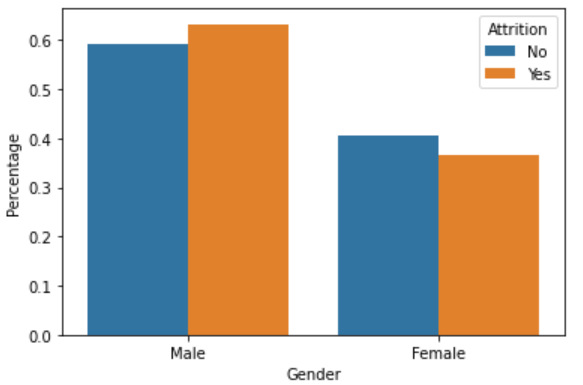 Attrition
No
Yes
0.6
0.5
0.4
0.3
0.2
0.1
0.0
Percentage
Male
Female
Gender